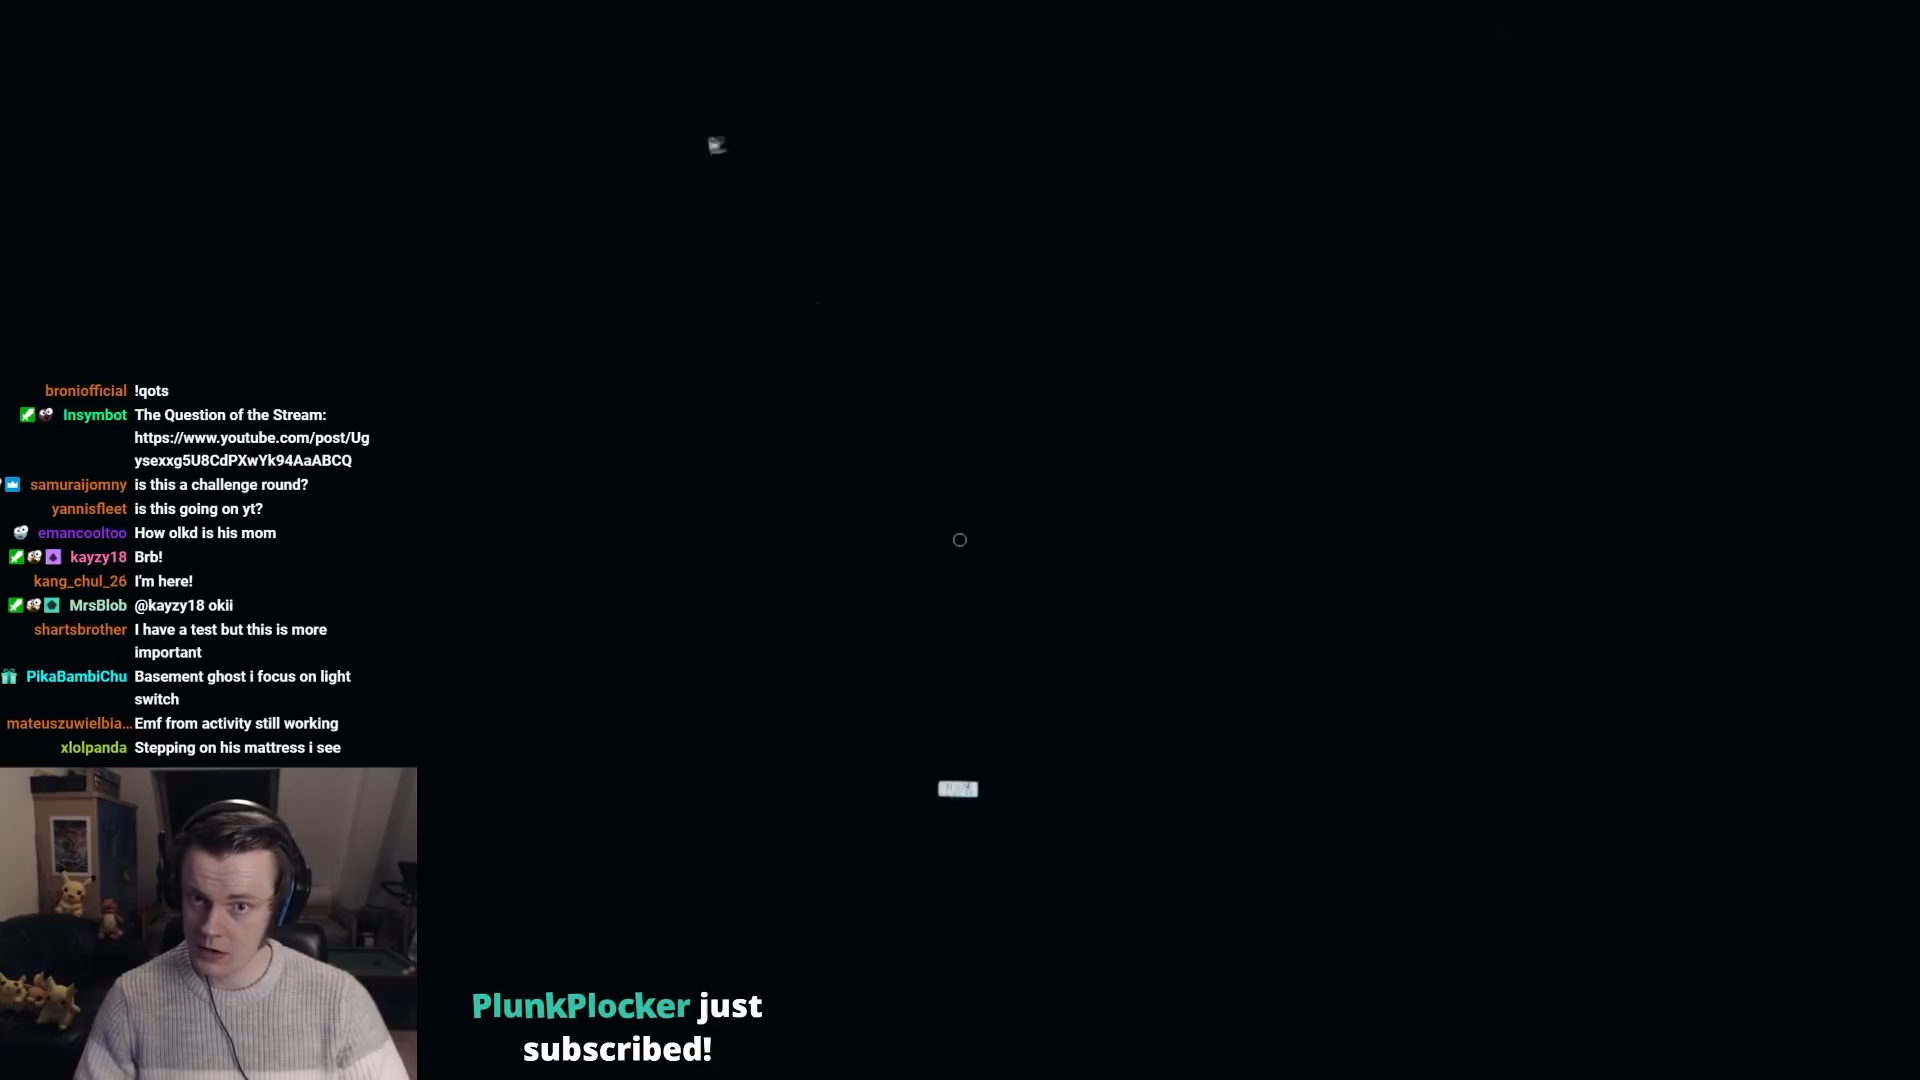 broniofficial !qots
Insymbot The Question of the Stream:
https://www.youtube.com/post/Ug
ysexxg5U8CdPXwYk94AaABCQ
samuraijomny is this a challenge round?
yannisfleet is this going on yt?
emancooltoo How olkd is his mom
kayzy18 Brb!
kang_chul_26 I'm here!
MrsBlob @kayzy18 okii
shartsbrother I have a test but this is more
important
PikaBambiChu Basement ghost i focus on light
switch
mateuszuwielbia... Emf from activity still working
xlolpanda Stepping on his mattress i see
PlunkPlocker just
subscribed!